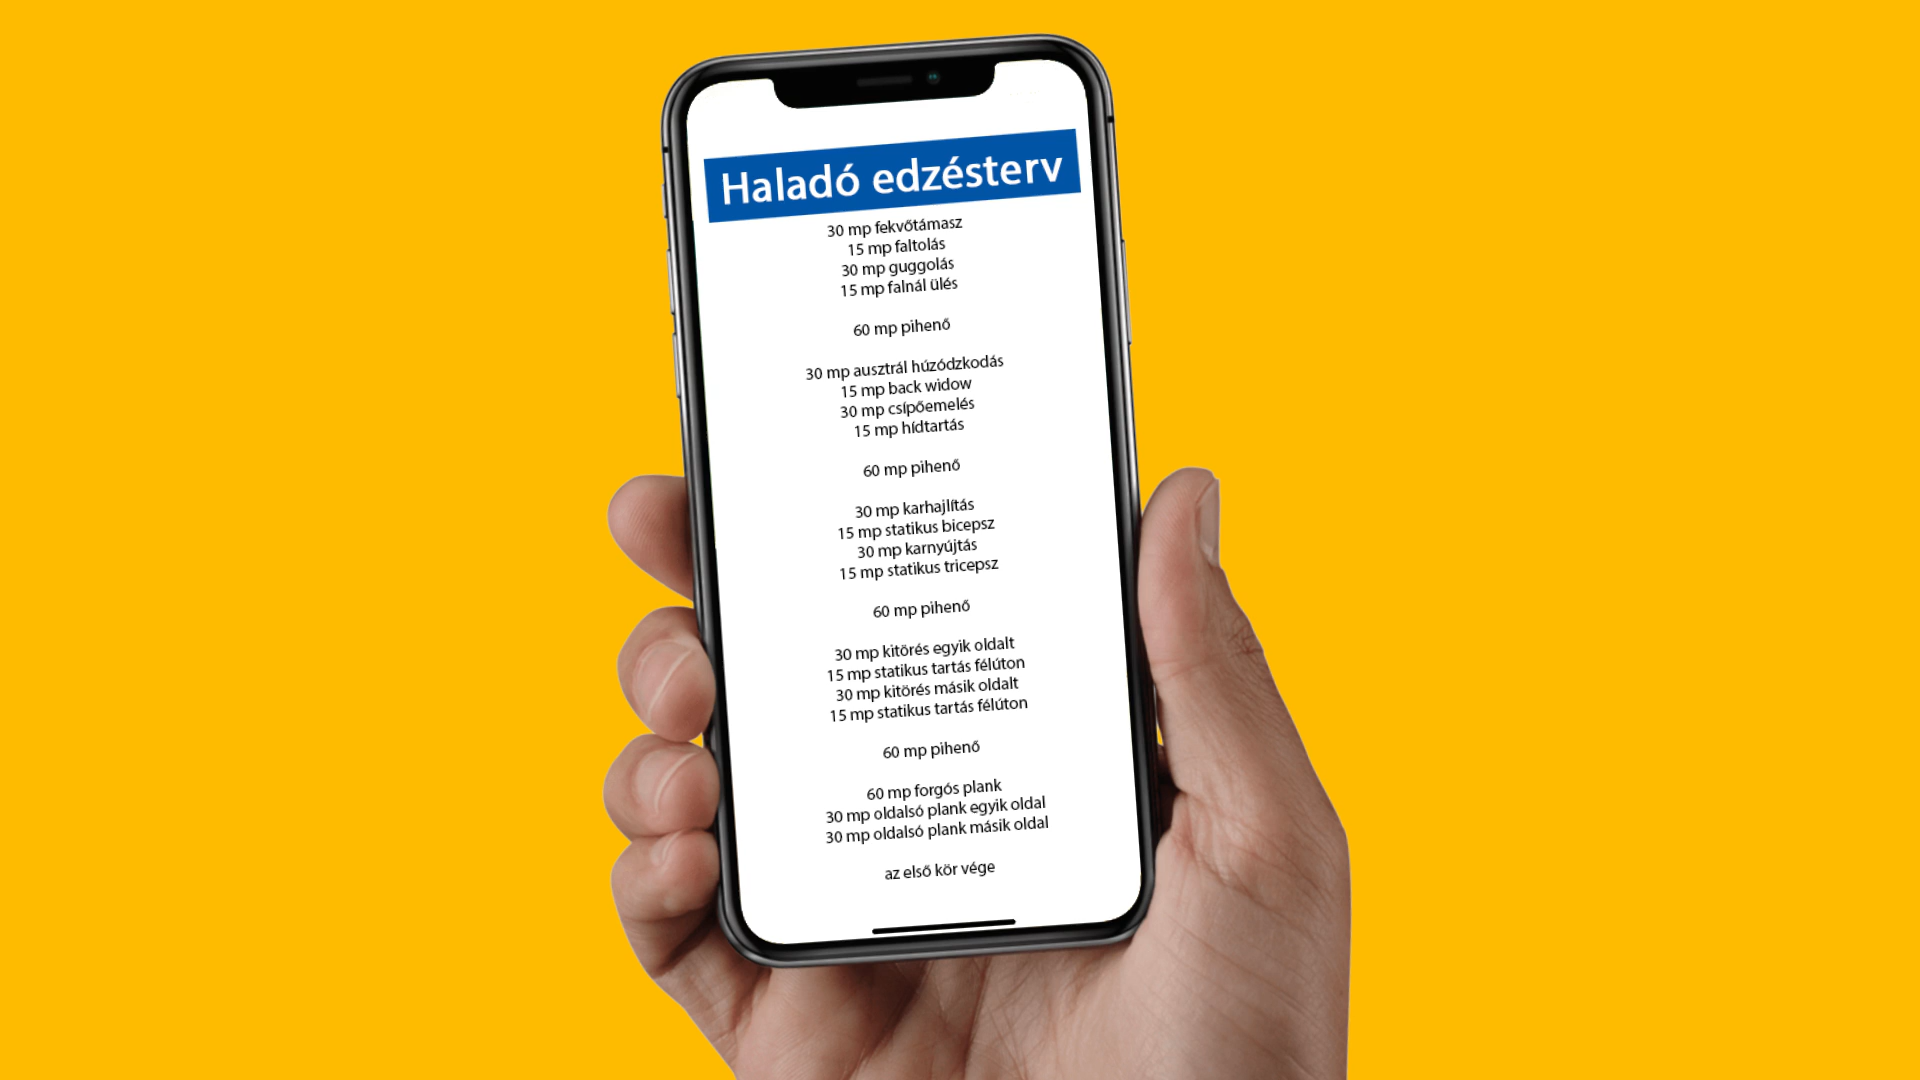 Haladó edzésterv
30 mp fekvőtámasz
15 mp faltolás
30 mp guggolás
15 mp falnál ülés
60 mp pihenő
30 mp ausztrál húzódzkodás
15 mp back widow
30 mp csípőemelés
15 mp hídtartás
60 mp pihenő
30 mp karhajlítás
15 mp statikus bicepsz
30 mp karnyújtás
15 mp statikus tricepsz
60 mp pihenő
30 mp kitörés egyik oldalt
15 mp statikus tartás félúton
30 mp kitörés másik oldalt
15 mp statikus tartás félúton
60 mp pihenő
60 mp forgós plank
30 mp oldalsó plank egyik oldal
30 mp oldalsó plank másik oldal
az első kör vége